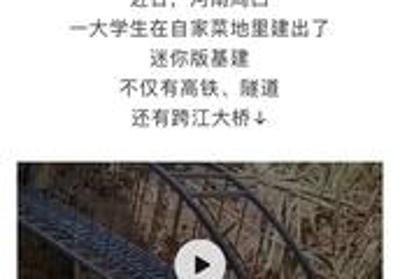 近日，河南周口
一大学生在自家菜地里建出了
迷你版基建
不仅有高铁、隧道
还有跨江大桥↓